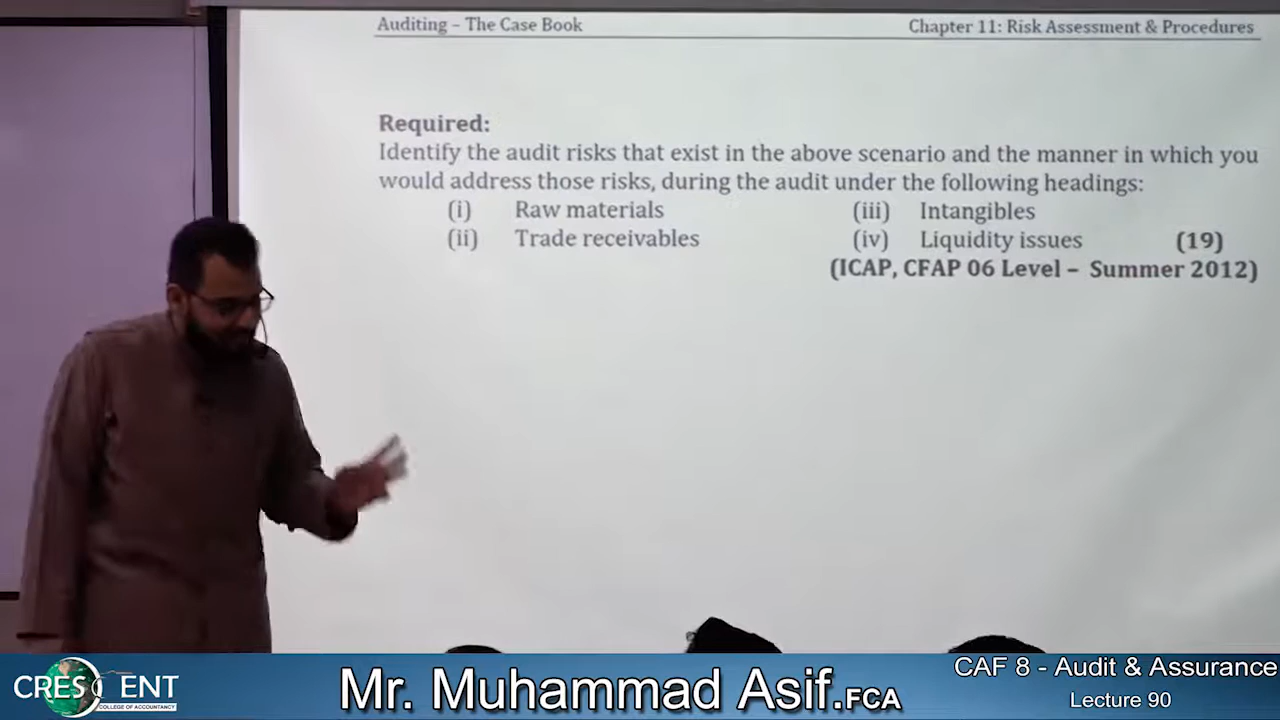 Auditing – The Case Book
Chapter 11: Risk Assessment & Procedures
Required:
Identify the audit risks that exist in the above scenario and the manner in which you
would address those risks, during the audit under the following headings:
(i) Raw materials (iii) Intangibles
(ii) Trade receivables (iv) Liquidity issues (19)
(ICAP, CFAP 06 Level – Summer 2012)
CRESCENT
COLLEGE OF ACCOUNTANCY
Mr. Muhammad Asif.FCA
CAF 8 - Audit & Assurance
Lecture 90